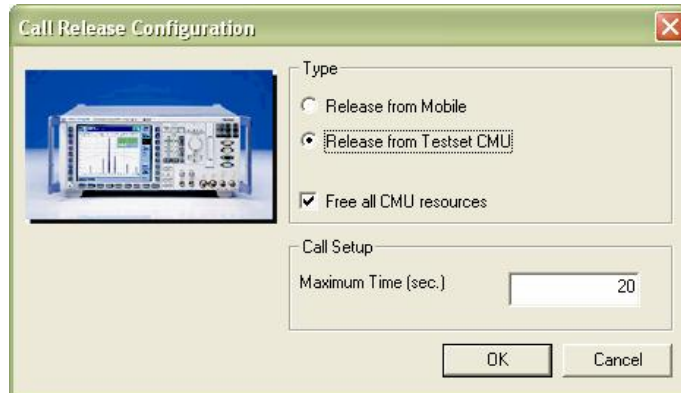 Call Release Configuration
Type
Release from Mobile
Release from Testset CMU
Free all CMU resources
Call Setup
Maximum Time (sec.)
20
OK
Cancel